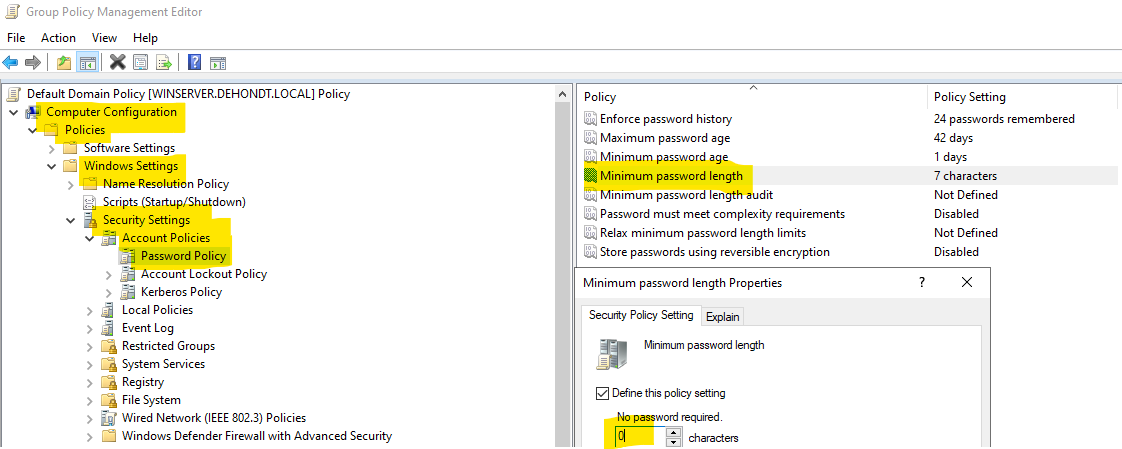 Group Policy Management Editor
File Action View Help
Default Domain Policy [WINSERVER.DEHONDT.LOCAL] Policy
Computer Configuration
Policies
Software Settings
Windows Settings
Name Resolution Policy
Scripts (Startup/Shutdown)
Security Settings
Account Policies
Password Policy
Account Lockout Policy
Kerberos Policy
Local Policies
Event Log
Restricted Groups
System Services
Registry
File System
Wired Network (IEEE 802.3) Policies
Windows Defender Firewall with Advanced Security
Policy Policy Setting
Enforce password history 24 passwords remembered
Maximum password age 42 days
Minimum password age 1 days
Minimum password length 7 characters
Minimum password length audit Not Defined
Password must meet complexity requirements Disabled
Relax minimum password length limits Not Defined
Store passwords using reversible encryption Disabled
Minimum password length Properties ?
Security Policy Setting Explain
Minimum password length
Define this policy setting
No password required.
0 characters